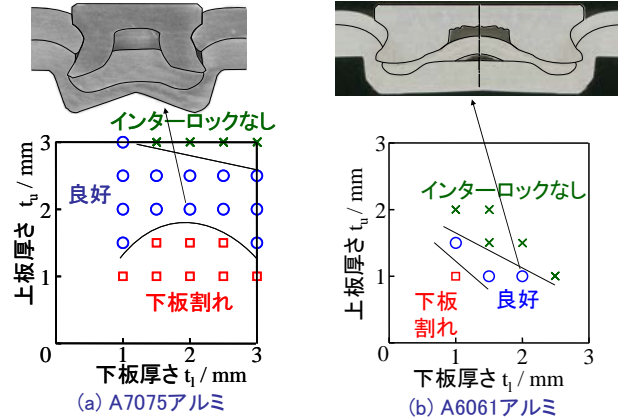 インターロックなし
良好
下板割れ
上板厚さ tu / mm
3
2
1
0
1
2
3
下板厚さ tl / mm
(a) A7075アルミ
インターロックなし
下板
割れ
良好
上板厚さ tu / mm
3
2
1
0
1
2
3
下板厚さ tl / mm
(b) A6061アルミ